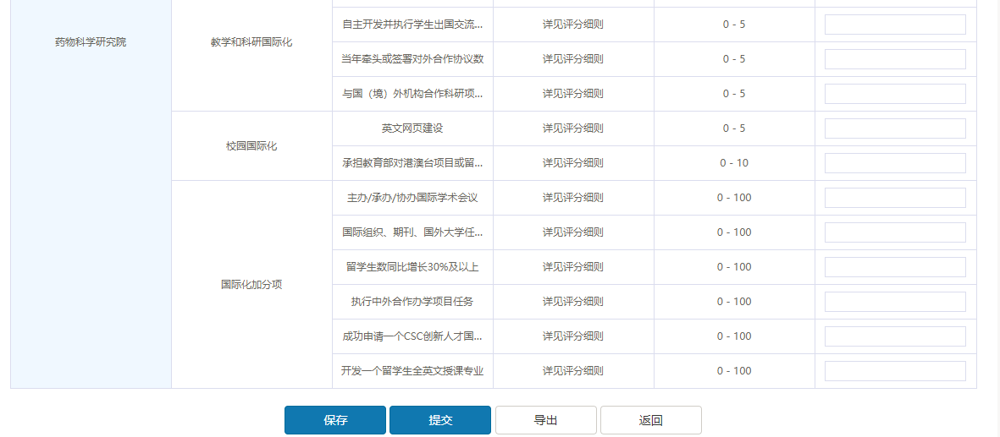 自主开发并执行学生出国交流... 详见评分细则 0 - 5
药物科学研究院 教学和科研国际化
当年牵头或签署对外合作协议数 详见评分细则 0 - 5
与国（境）外机构合作科研项... 详见评分细则 0 - 5
英文网页建设 详见评分细则 0 - 5
校园国际化
承担教育部对港澳台项目或留... 详见评分细则 0 - 10
主办/承办/协办国际学术会议 详见评分细则 0 - 100
国际组织、期刊、国外大学任... 详见评分细则 0 - 100
留学生数同比增长30%及以上 详见评分细则 0 - 100
国际化加分项
执行中外合作办学项目任务 详见评分细则 0 - 100
成功申请一个CSC创新人才国... 详见评分细则 0 - 100
开发一个留学生全英文授课专业 详见评分细则 0 - 100
保存 提交 导出 返回